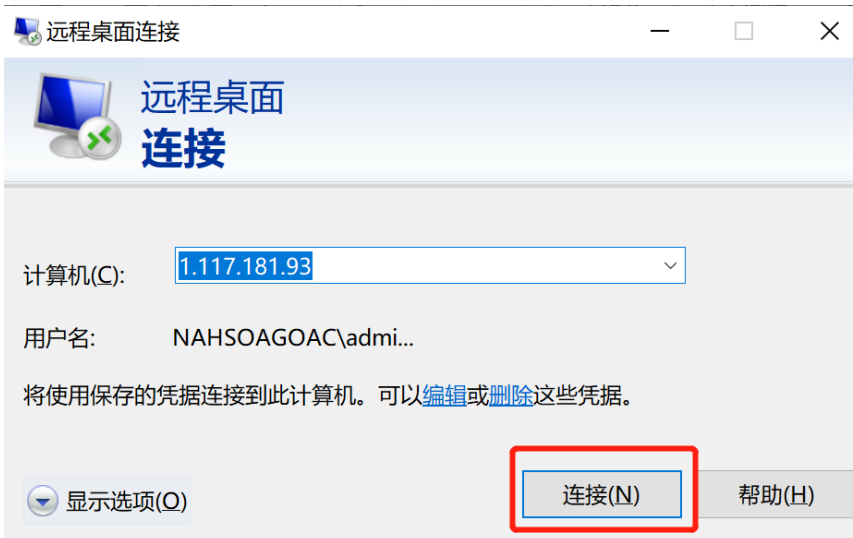 远程桌面连接
远程桌面
连接
计算机(C): 1.117.181.93
用户名: NAHSOAGOAC\admi...
将使用保存的凭据连接到此计算机。可以编辑或删除这些凭据。
显示选项(O) 连接(N) 帮助(H)